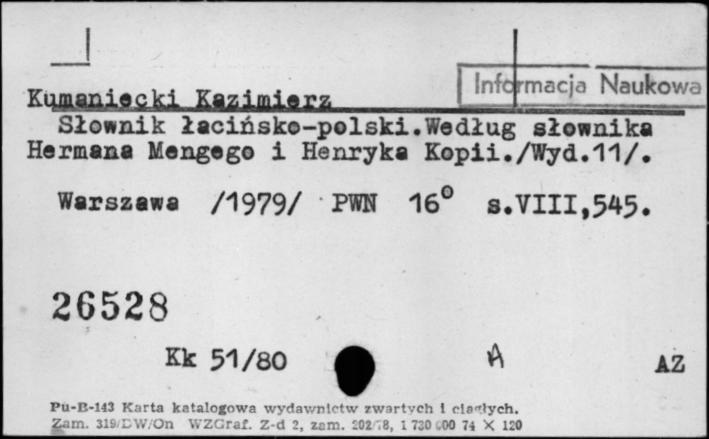 Informacja Naukowa
Kumaniecki Kazimierz
Słownik łacińsko-polski.Według słownika
Hermana Mengego i Henryka Kopii./Wyd.11/.
Warszawa /1979/ PWN 16° s.VIII,545.
26528
Kk 51/80 A AZ
Pu-B-143 Karta katalogowa wydawnictw zwartych i ciągłych.
Zam. 319/DW/On WZGraf. Z-d 2, zam. 202/78, 1 730 000 74 X 120